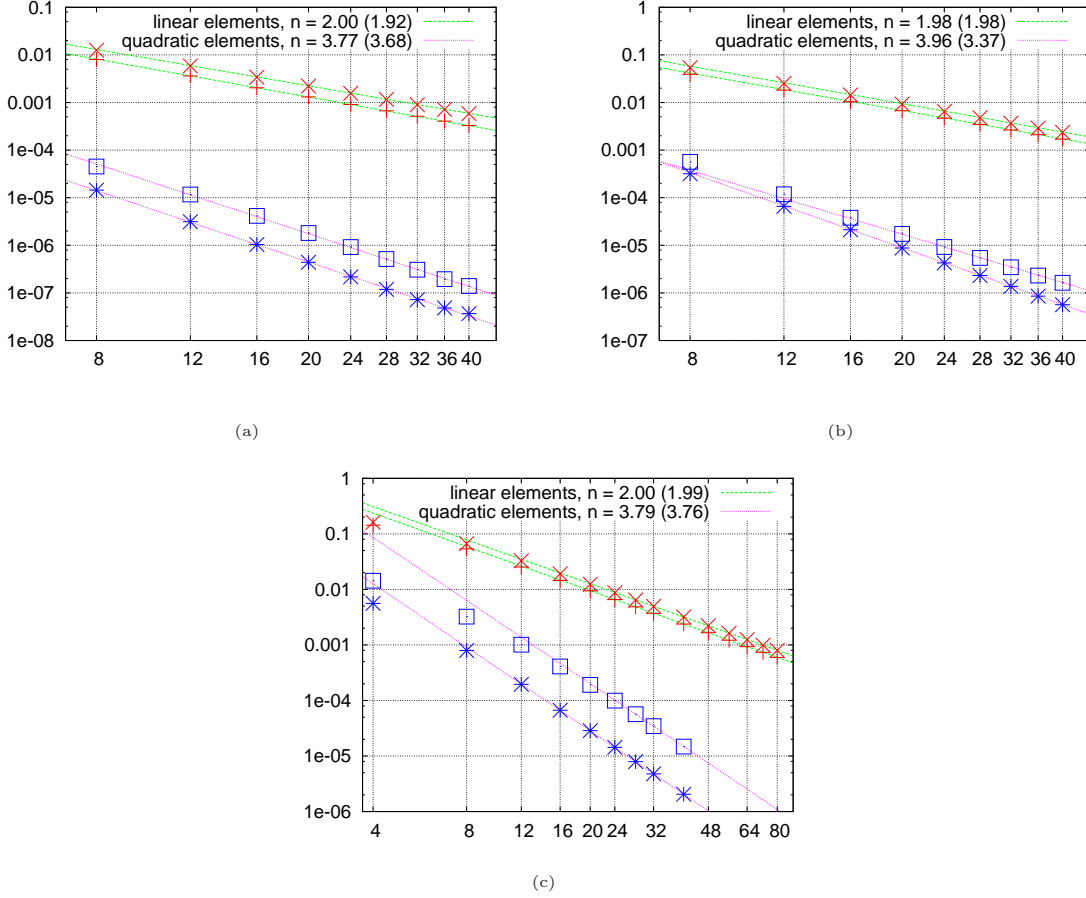 linear elements, n = 2.00 (1.92)
quadratic elements, n = 3.77 (3.68)
0.1
0.01
0.001
1e-04
1e-05
1e-06
1e-07
1e-08
8 12 16 20 24 28 32 36 40
(a)
linear elements, n = 1.98 (1.98)
quadratic elements, n = 3.96 (3.37)
1
0.1
0.01
0.001
1e-04
1e-05
1e-06
1e-07
8 12 16 20 24 28 32 36 40
(b)
linear elements, n = 2.00 (1.99)
quadratic elements, n = 3.79 (3.76)
1
0.1
0.01
0.001
1e-04
1e-05
1e-06
4 8 12 16 20 24 32 48 64 80
(c)